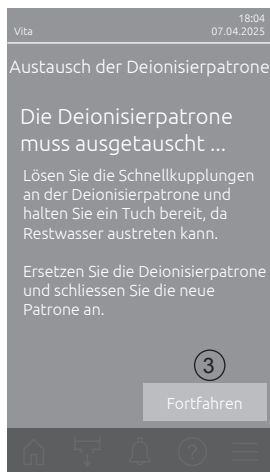 18:04
Vita 07.04.2025
Austausch der Deionisierpatrone
Die Deionisierpatrone
muss ausgetauscht ...
Lösen Sie die Schnellkupplungen
an der Deionisierpatrone und
halten Sie ein Tuch bereit, da
Restwasser austreten kann.
Ersetzen Sie die Deionisierpatrone
und schliessen Sie die neue
Patrone an.
3
Fortfahren
?